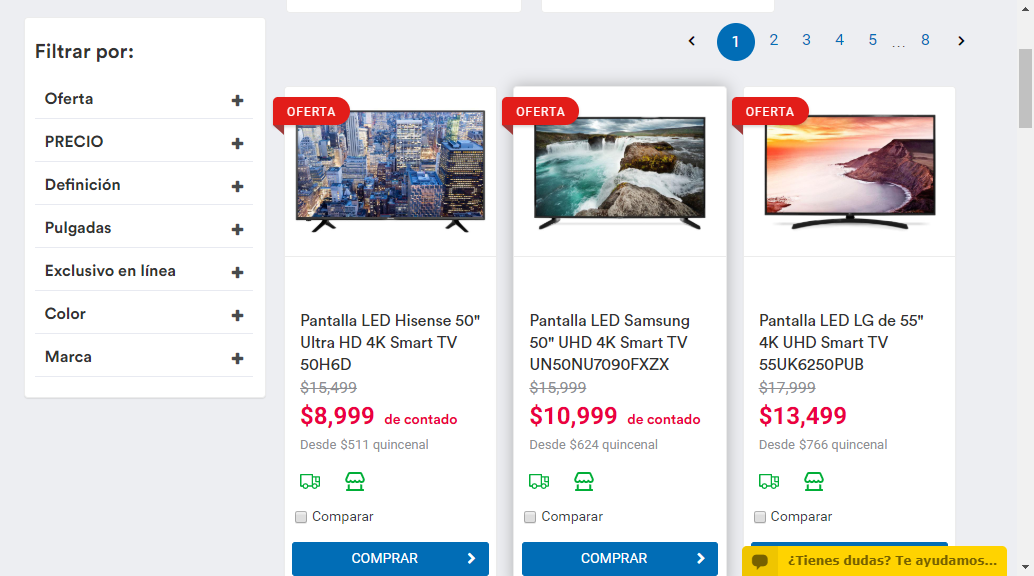 Filtrar por:
Oferta
PRECIO
Definición
Pulgadas
Exclusivo en línea
Color
Marca
1 2 3 4 5 ... 8
OFERTA
Pantalla LED Hisense 50"
Ultra HD 4K Smart TV
50H6D
$15,499
$8,999 de contado
Desde $511 quincenal
Comparar
COMPRAR
OFERTA
Pantalla LED Samsung
50" UHD 4K Smart TV
UN50NU7090FXZX
$15,999
$10,999 de contado
Desde $624 quincenal
Comparar
COMPRAR
OFERTA
Pantalla LED LG de 55"
4K UHD Smart TV
55UK6250PUB
$17,999
$13,499
Desde $766 quincenal
Comparar
¿Tienes dudas? Te ayudamos...